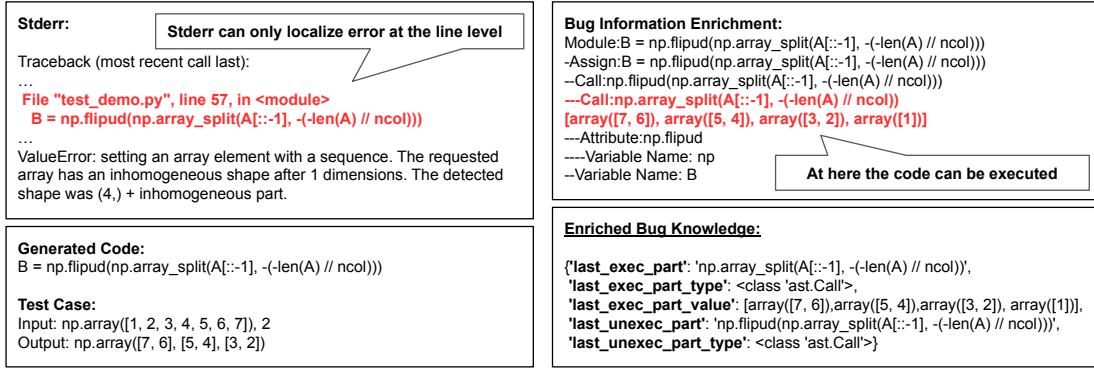 Stderr:
Stderr can only localize error at the line level
Traceback (most recent call last):
…
File "test_demo.py", line 57, in <module>
B = np.flipud(np.array_split(A[::-1], -(-len(A) // ncol)))
…
ValueError: setting an array element with a sequence. The requested
array has an inhomogeneous shape after 1 dimensions. The detected
shape was (4,) + inhomogeneous part.
Generated Code:
B = np.flipud(np.array_split(A[::-1], -(-len(A) // ncol)))
Test Case:
Input: np.array([1, 2, 3, 4, 5, 6, 7]), 2
Output: np.array([7, 6], [5, 4], [3, 2])
Bug Information Enrichment:
Module:B = np.flipud(np.array_split(A[::-1], -(-len(A) // ncol)))
-Assign:B = np.flipud(np.array_split(A[::-1], -(-len(A) // ncol)))
--Call:np.flipud(np.array_split(A[::-1], -(-len(A) // ncol)))
---Call:np.array_split(A[::-1], -(-len(A) // ncol))
[array([7, 6]), array([5, 4]), array([3, 2]), array([1])]
---Attribute:np.flipud
----Variable Name: np
--Variable Name: B
At here the code can be executed
Enriched Bug Knowledge:
{'last_exec_part': 'np.array_split(A[::-1], -(-len(A) // ncol))',
'last_exec_part_type': <class 'ast.Call'>,
'last_exec_part_value': [array([7, 6]),array([5, 4]),array([3, 2]), array([1])],
'last_unexec_part': 'np.flipud(np.array_split(A[::-1], -(-len(A) // ncol)))',
'last_unexec_part_type': <class 'ast.Call'>}